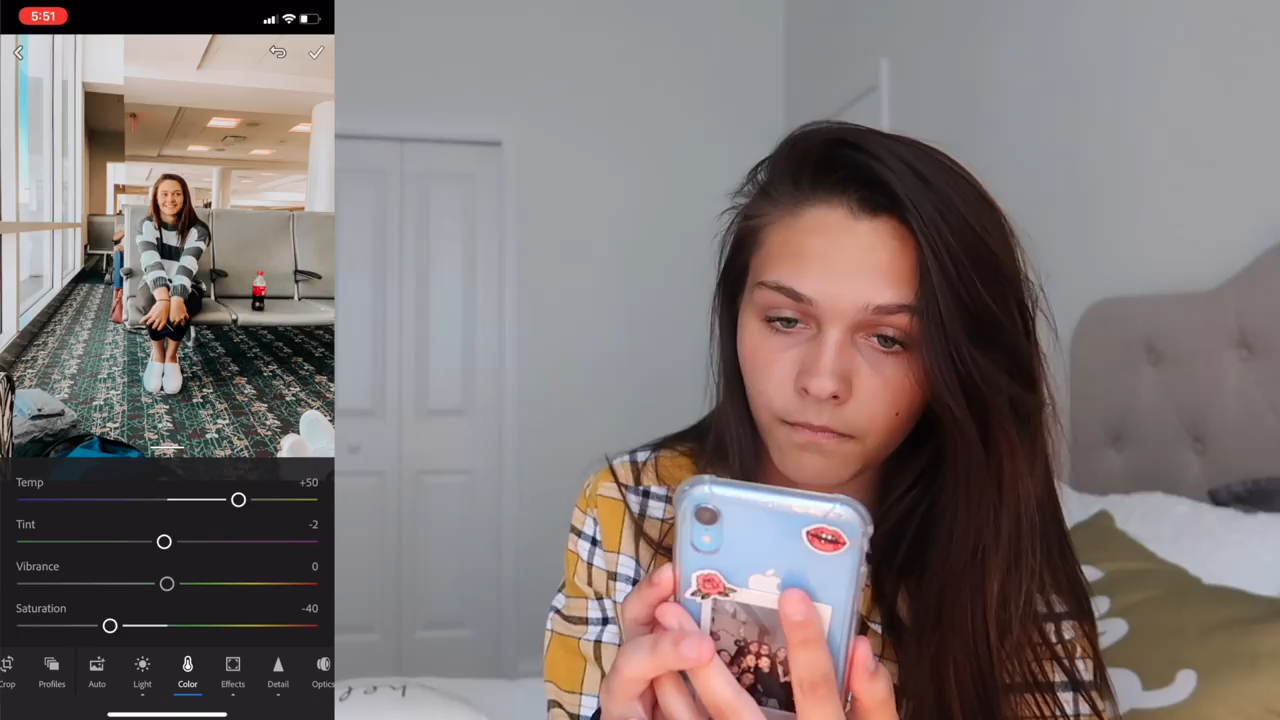 5:51
Temp +50
Tint -2
Vibrance 0
Saturation -40
Crop Profiles Auto Light Color Effects Detail Optics